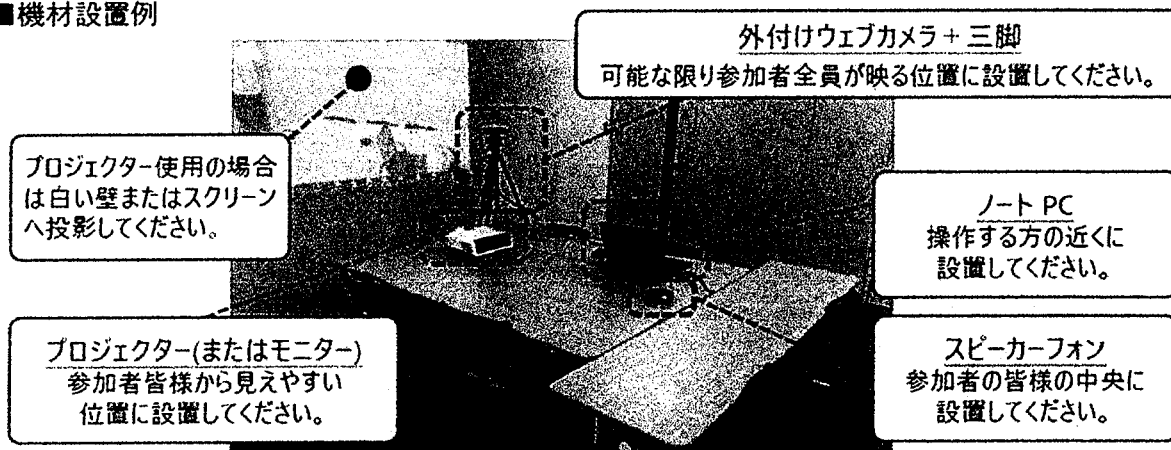 ■機材設置例
外付けウェブカメラ+三脚
可能な限り参加者全員が映る位置に設置してください。
プロジェクター使用の場合
は白い壁またはスクリーン
へ投影してください。
ノート PC
操作する方の近くに
設置してください。
プロジェクター(またはモニター)
参加者皆様から見えやすい
位置に設置してください。
スピーカーフォン
参加者の皆様の中央に
設置してください。